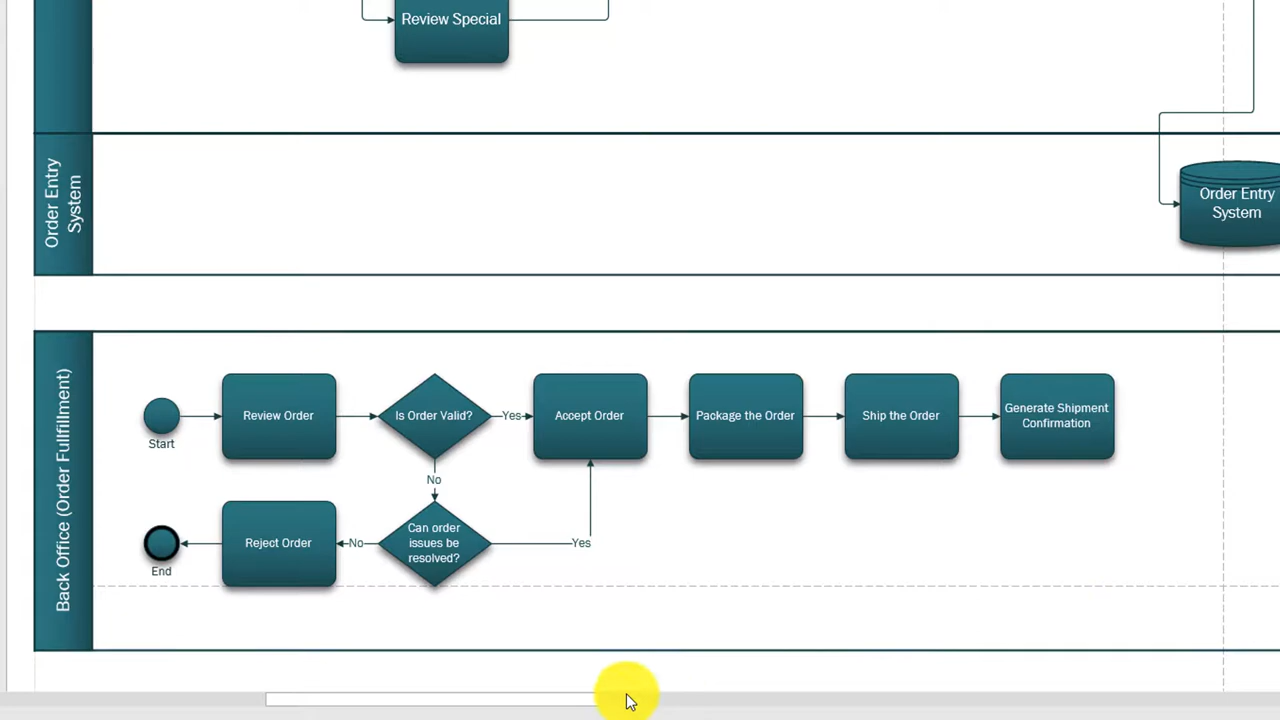 Review Special
Order Entry
System
Order Entry
System
Back Office (Order Fullfillment)
Start
Review Order
Is Order Valid?
Yes
Accept Order
Package the Order
Ship the Order
Generate Shipment
Confirmation
No
End
Reject Order
No
Can order
issues be
resolved?
Yes